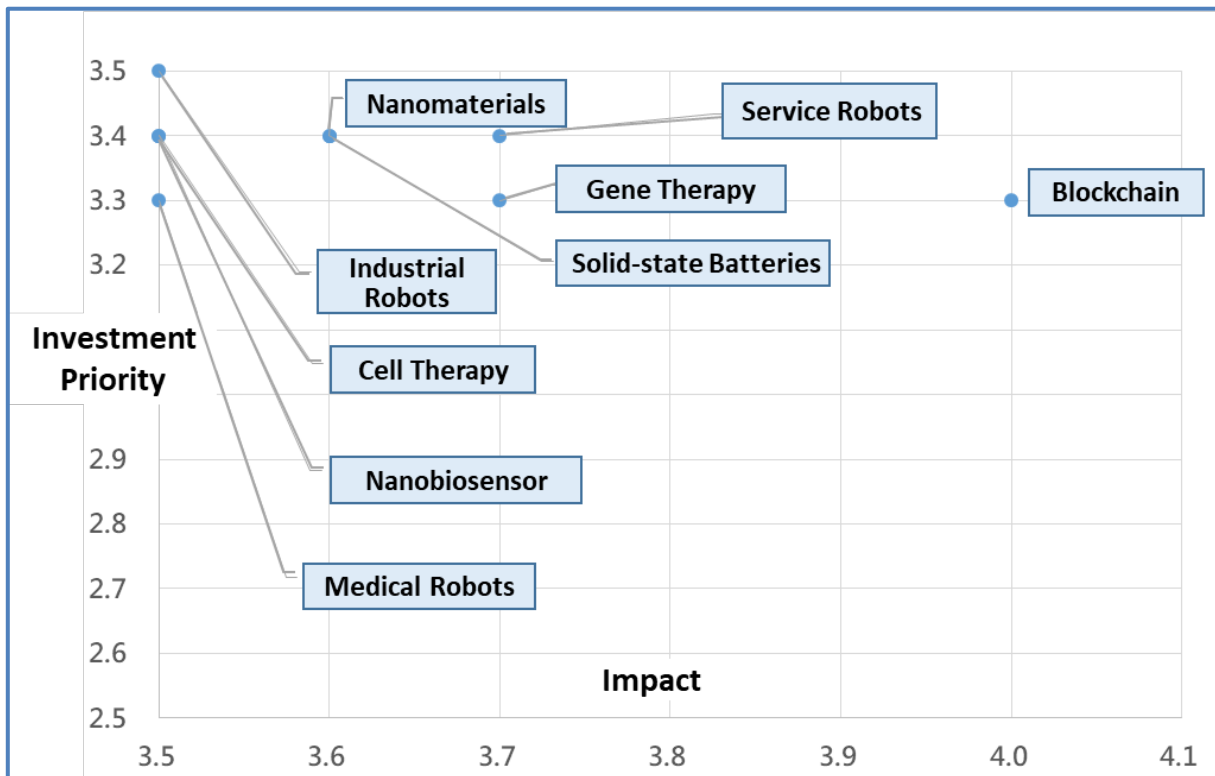 3.5
Nanomaterials
Service Robots
3.4
3.3
Gene Therapy
Blockchain
3.2
Solid-state Batteries
Industrial
Robots
Investment
Priority
Cell Therapy
2.9
Nanobiosensor
2.8
2.7
Medical Robots
2.6
Impact
2.5
3.5 3.6 3.7 3.8 3.9 4.0 4.1